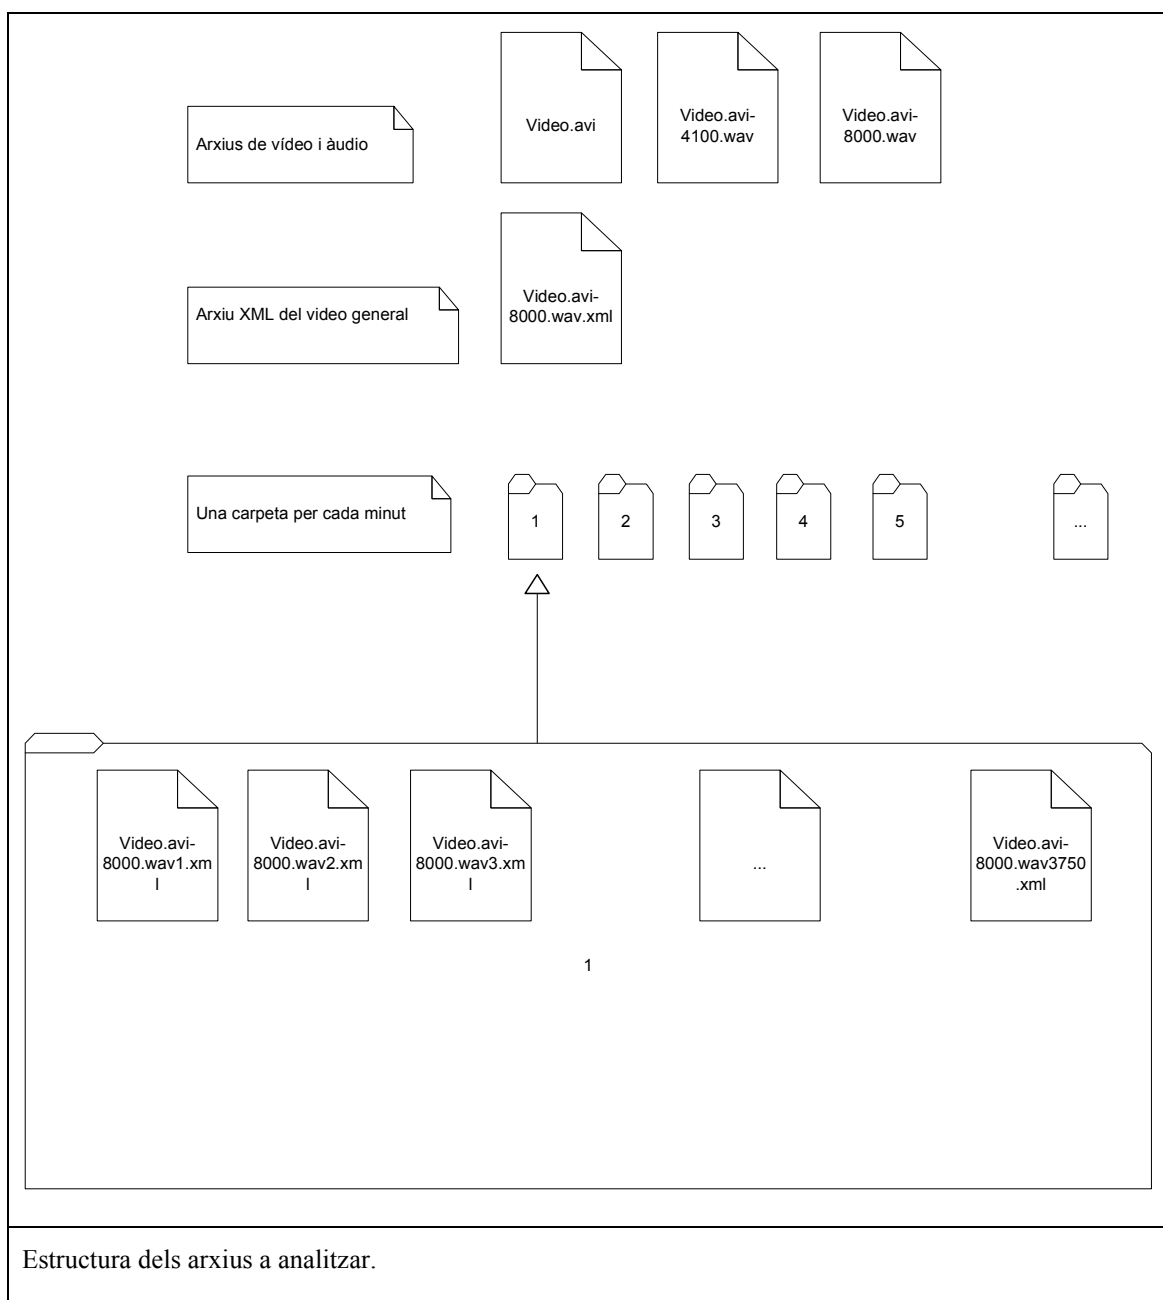 Arxius de vídeo i àudio
Video.avi
Video.avi-
4100.wav
Video.avi-
8000.wav
Arxiu XML del video general
Video.avi-
8000.wav.xml
Una carpeta per cada minut
1
2
3
4
5
...
Video.avi-
8000.wav1.xm
l
Video.avi-
8000.wav2.xm
l
Video.avi-
8000.wav3.xm
l
...
Video.avi-
8000.wav3750
.xml
1
Estructura dels arxius a analitzar.